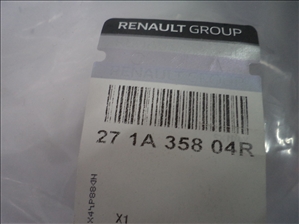 RENAULT GROUP
27 1A 358 04R
X1